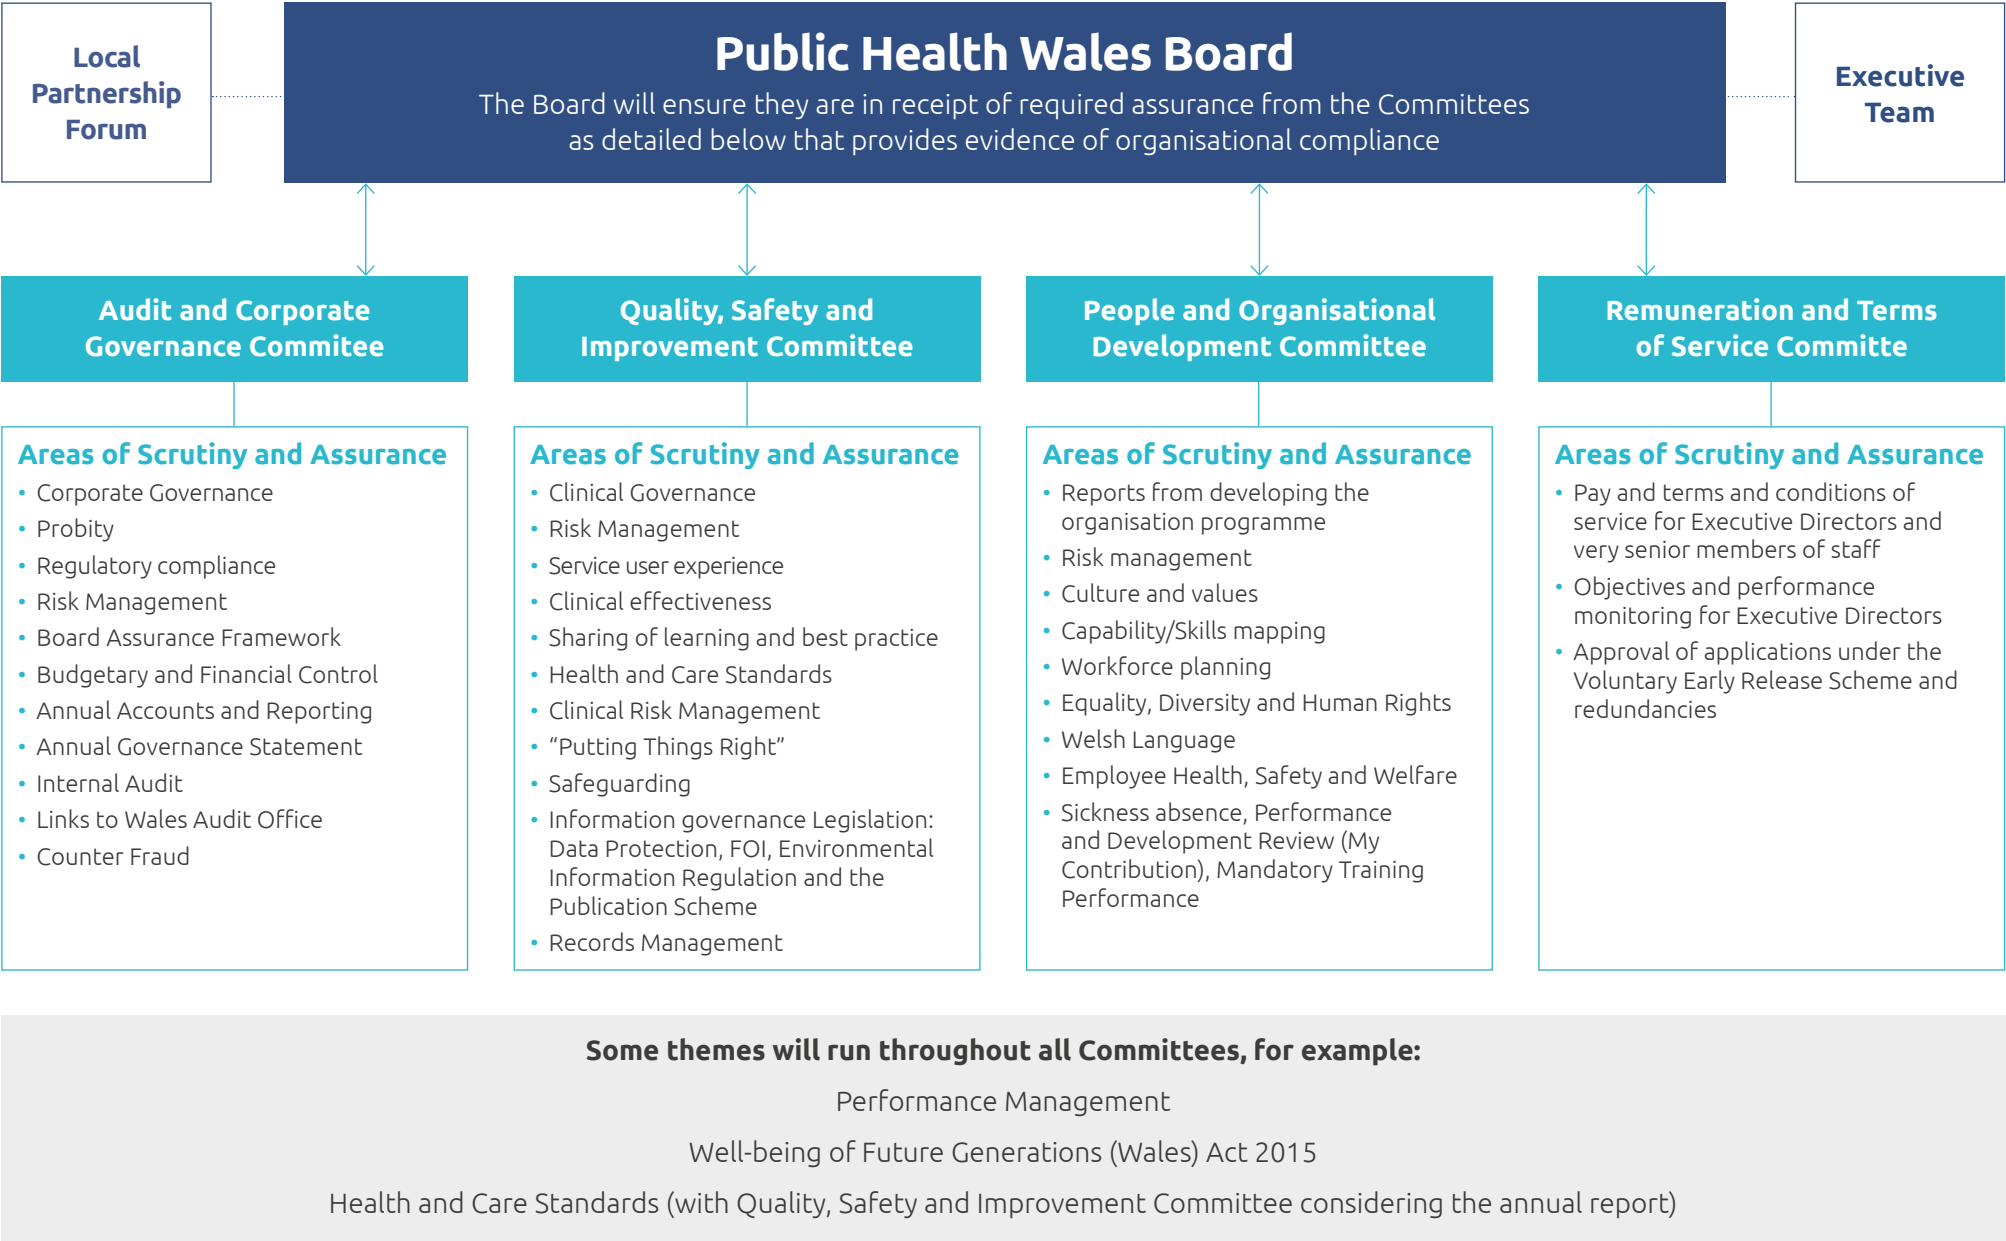 Local
Partnership
Forum
Public Health Wales Board
The Board will ensure they are in receipt of required assurance from the Committees
as detailed below that provides evidence of organisational compliance
Executive
Team
Audit and Corporate
Governance Commitee
Areas of Scrutiny and Assurance
• Corporate Governance
• Probity
• Regulatory compliance
• Risk Management
• Board Assurance Framework
• Budgetary and Financial Control
• Annual Accounts and Reporting
• Annual Governance Statement
• Internal Audit
• Links to Wales Audit Office
• Counter Fraud
Quality, Safety and
Improvement Committee
Areas of Scrutiny and Assurance
• Clinical Governance
• Risk Management
• Service user experience
• Clinical effectiveness
• Sharing of learning and best practice
• Health and Care Standards
• Clinical Risk Management
• “Putting Things Right”
• Safeguarding
• Information governance Legislation:
Data Protection, FOI, Environmental
Information Regulation and the
Publication Scheme
• Records Management
People and Organisational
Development Committee
Areas of Scrutiny and Assurance
• Reports from developing the
organisation programme
• Risk management
• Culture and values
• Capability/Skills mapping
• Workforce planning
• Equality, Diversity and Human Rights
• Welsh Language
• Employee Health, Safety and Welfare
• Sickness absence, Performance
and Development Review (My
Contribution), Mandatory Training
Performance
Remuneration and Terms
of Service Committe
Areas of Scrutiny and Assurance
• Pay and terms and conditions of
service for Executive Directors and
very senior members of staff
• Objectives and performance
monitoring for Executive Directors
• Approval of applications under the
Voluntary Early Release Scheme and
redundancies
Some themes will run throughout all Committees, for example:
Performance Management
Well-being of Future Generations (Wales) Act 2015
Health and Care Standards (with Quality, Safety and Improvement Committee considering the annual report)